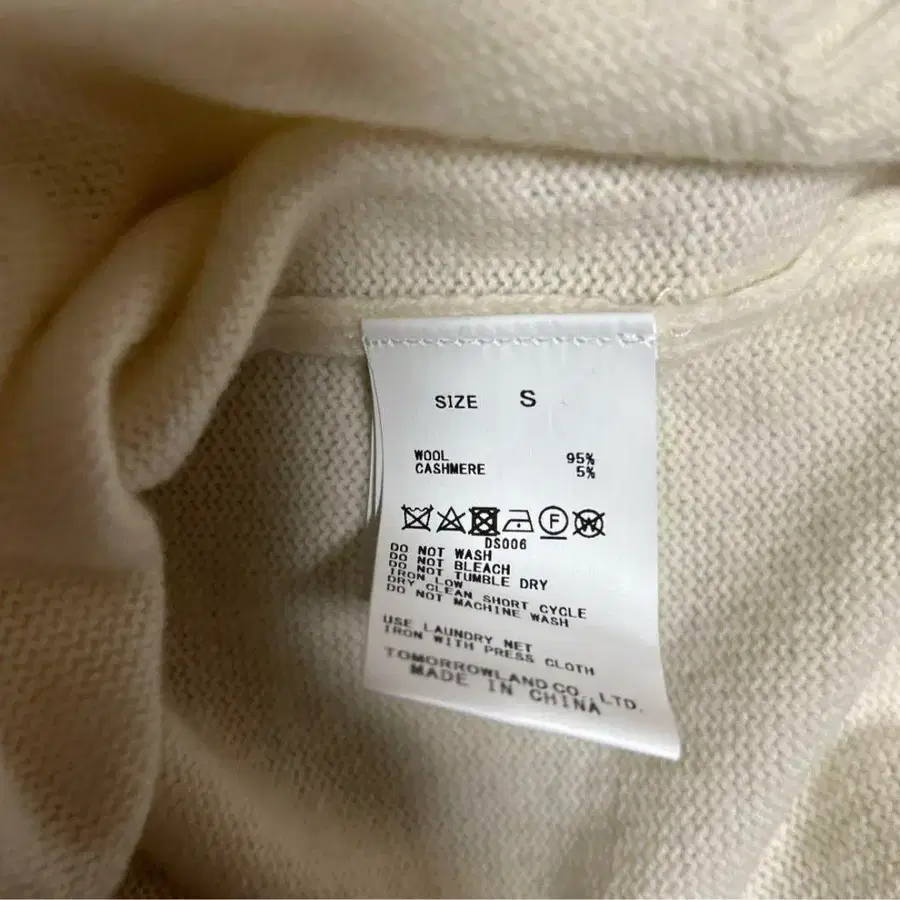 SIZE S
WOOL 95%
CASHMERE 5%
F W
DS006
DO NOT WASH
DO NOT BLEACH
DO NOT TUMBLE DRY
IRON LOW
DRY CLEAN SHORT CYCLE
DO NOT MACHINE WASH
USE LAUNDRY NET
IRON WITH PRESS CLOTH
TOMORROWLAND CO.,LTD.
MADE IN CHINA